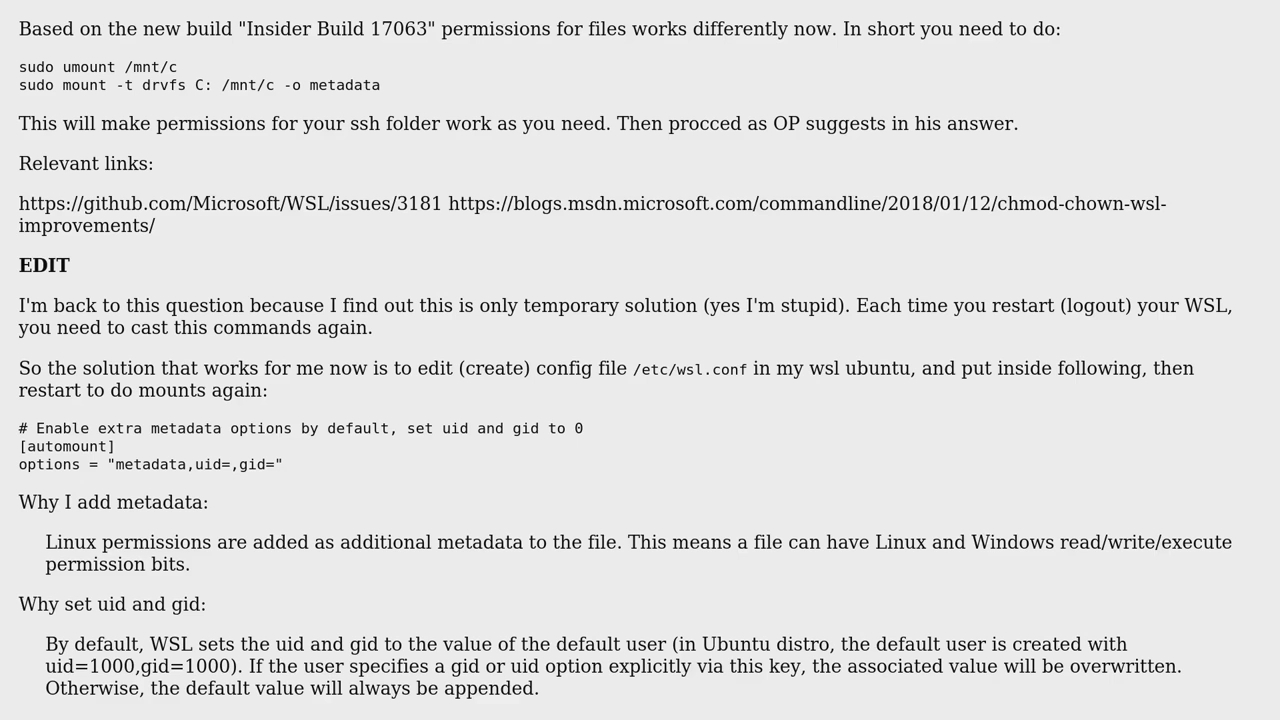 Based on the new build "Insider Build 17063" permissions for files works differently now. In short you need to do:
sudo umount /mnt/c
sudo mount -t drvfs C: /mnt/c -o metadata
This will make permissions for your ssh folder work as you need. Then procced as OP suggests in his answer.
Relevant links:
https://github.com/Microsoft/WSL/issues/3181 https://blogs.msdn.microsoft.com/commandline/2018/01/12/chmod-chown-wsl-
improvements/
EDIT
I'm back to this question because I find out this is only temporary solution (yes I'm stupid). Each time you restart (logout) your WSL,
you need to cast this commands again.
So the solution that works for me now is to edit (create) config file /etc/wsl.conf in my wsl ubuntu, and put inside following, then
restart to do mounts again:
# Enable extra metadata options by default, set uid and gid to 0
[automount]
options = "metadata,uid=,gid="
Why I add metadata:
Linux permissions are added as additional metadata to the file. This means a file can have Linux and Windows read/write/execute
permission bits.
Why set uid and gid:
By default, WSL sets the uid and gid to the value of the default user (in Ubuntu distro, the default user is created with
uid=1000,gid=1000). If the user specifies a gid or uid option explicitly via this key, the associated value will be overwritten.
Otherwise, the default value will always be appended.